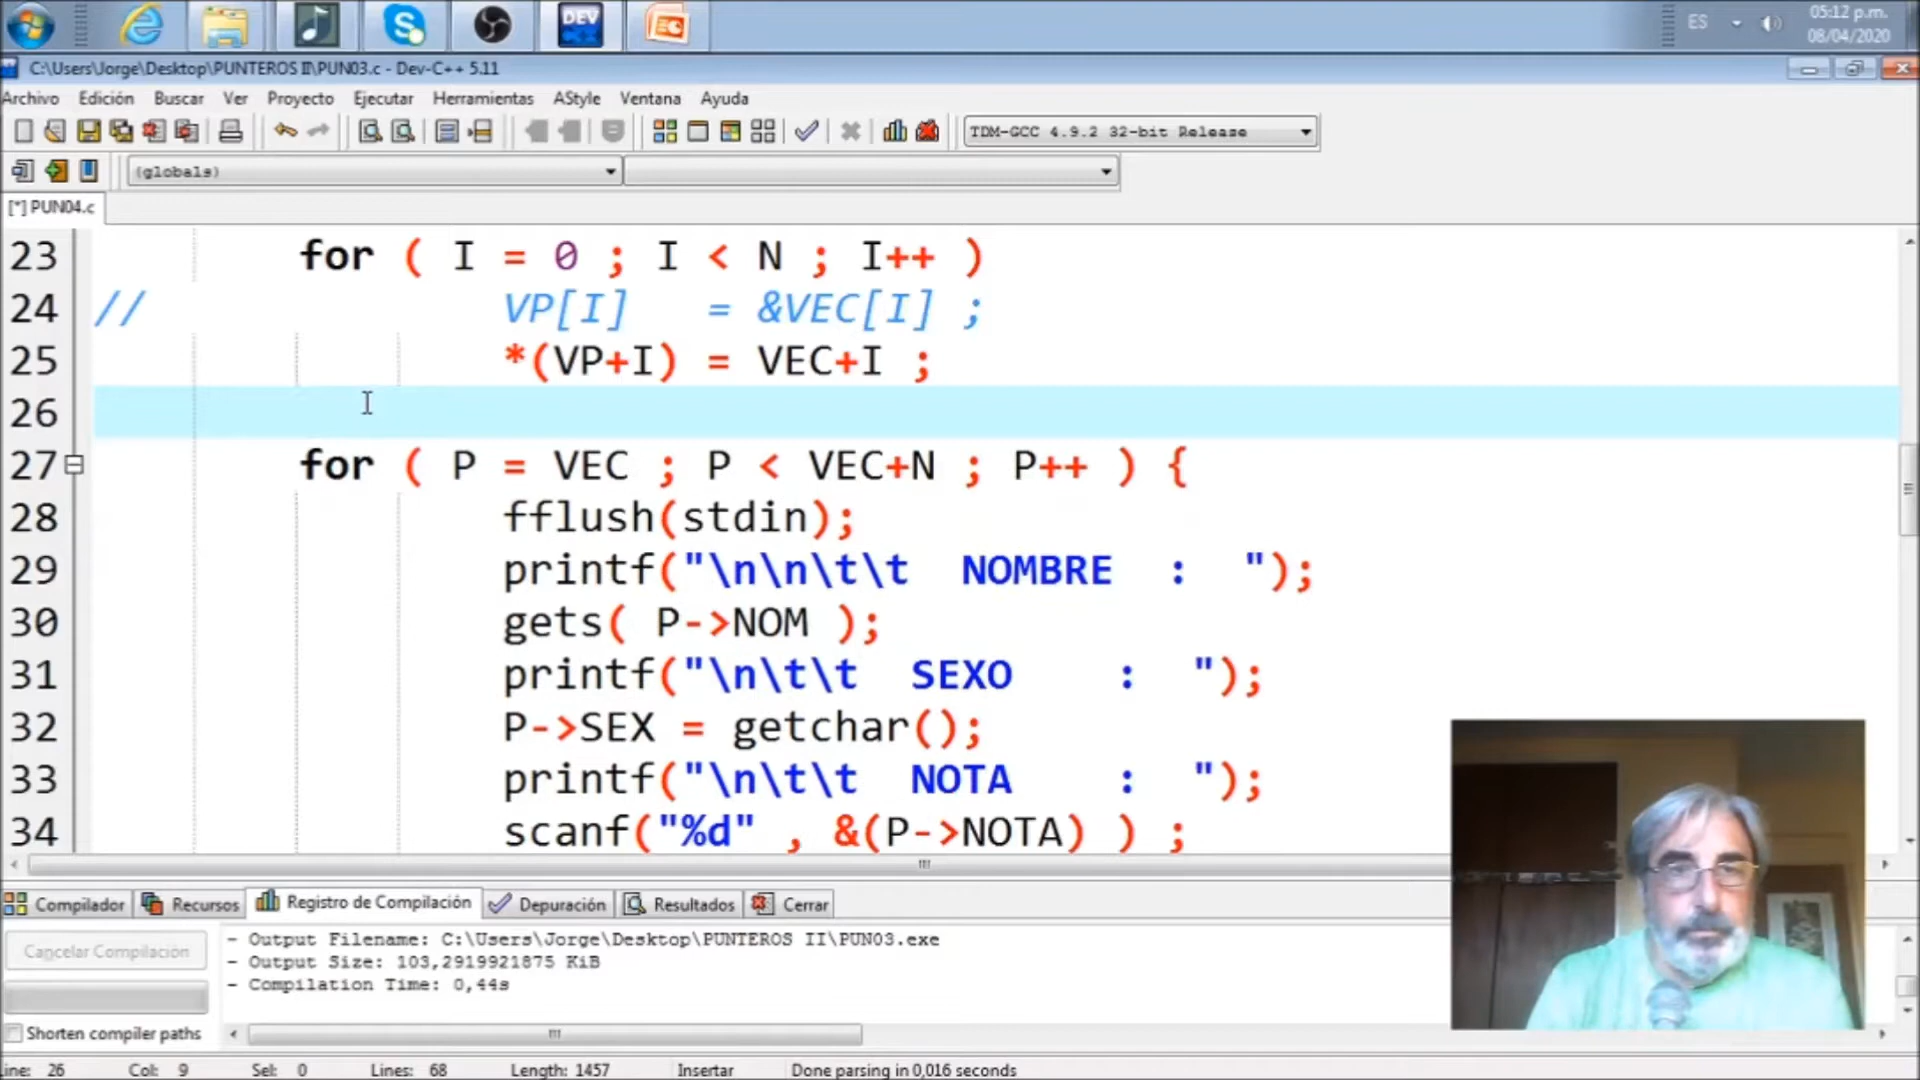 DEV
ES
05:12 p.m.
08/04/2020
C:\Users\Jorge\Desktop\PUNTEROS II\PUN03.c - Dev-C++ 5.11
Archivo Edición Buscar Ver Proyecto Ejecutar Herramientas AStyle Ventana Ayuda
TDM-GCC 4.9.2 32-bit Release
(globals)
[*] PUN04.c
23 for ( I = 0 ; I < N ; I++ )
24 // VP[I] = &VEC[I] ;
25 *(VP+I) = VEC+I ;
26
27 for ( P = VEC ; P < VEC+N ; P++ ) {
28 fflush(stdin);
29 printf("\n\n\t\t NOMBRE : ");
30 gets( P->NOM );
31 printf("\n\t\t SEXO : ");
32 P->SEX = getchar();
33 printf("\n\t\t NOTA : ");
34 scanf("%d" , &(P->NOTA) ) ;
Compilador Recursos Registro de Compilación Depuración Resultados Cerrar
Cancelar Compilación
- Output Filename: C:\Users\Jorge\Desktop\PUNTEROS II\PUN03.exe
- Output Size: 103,2919921875 KiB
- Compilation Time: 0,44s
Shorten compiler paths
ine: 26 Col: 9 Sel: 0 Lines: 68 Length: 1457 Insertar Done parsing in 0,016 seconds